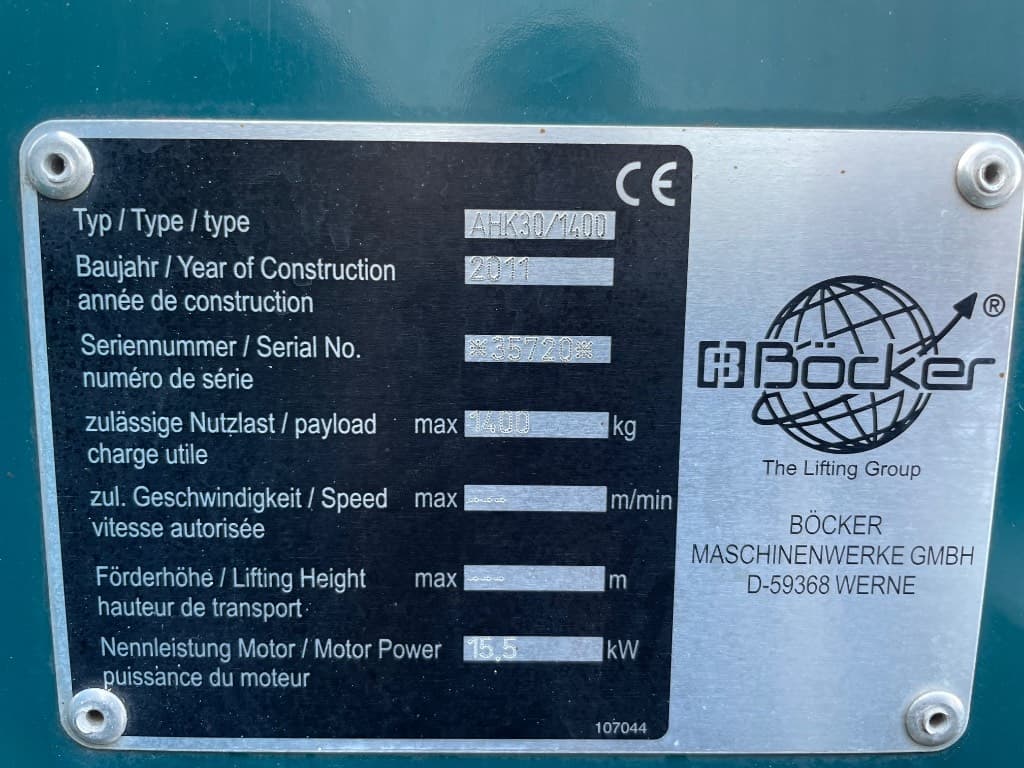 CE
Typ / Type / type AHK30/1400
Baujahr / Year of Construction 2011
année de construction
Seriennummer / Serial No. *35720*
numéro de série
zulässige Nutzlast / payload max 1400 kg
charge utile
zul. Geschwindigkeit / Speed max -.-.- m/min
vitesse autorisée
Förderhöhe / Lifting Height max -.-.- m
hauteur de transport
Nennleistung Motor / Motor Power 15,5 kW
puissance du moteur
107044
Böcker ®
The Lifting Group
BÖCKER
MASCHINENWERKE GMBH
D-59368 WERNE